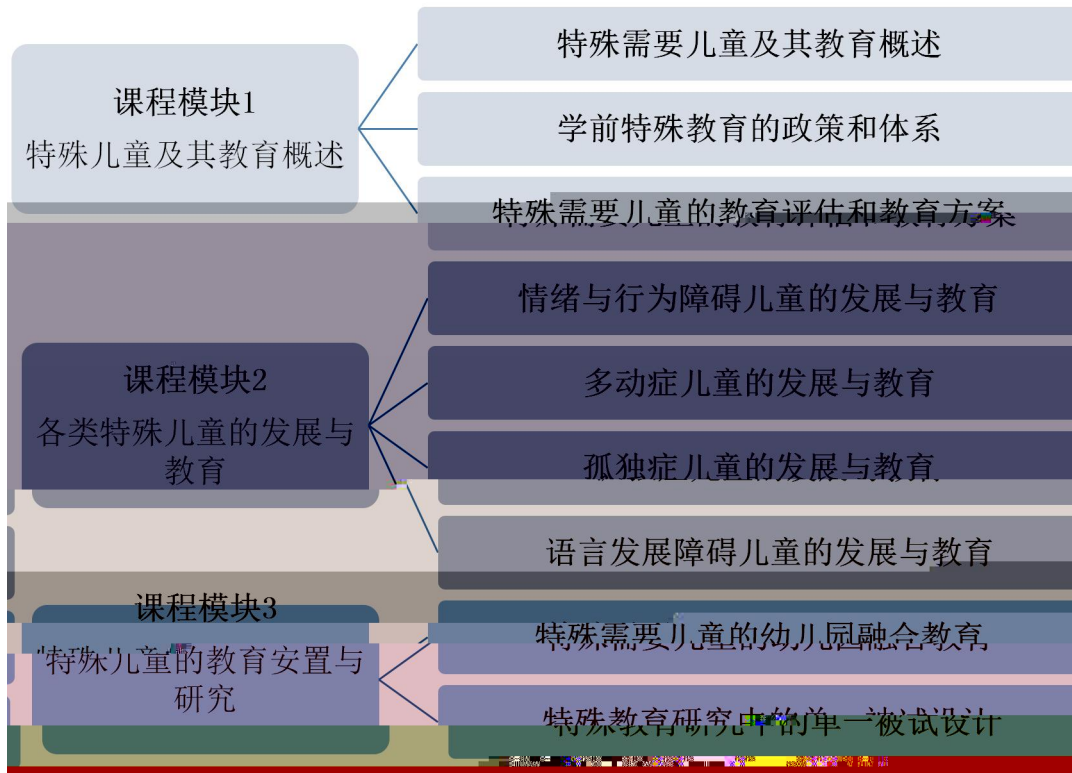 课程模块1
特殊儿童及其教育概述
特殊需要儿童及其教育概述
学前特殊教育的政策和体系
特殊需要儿童的教育评估和教育方案
课程模块2
各类特殊儿童的发展与
教育
情绪与行为障碍儿童的发展与教育
多动症儿童的发展与教育
孤独症儿童的发展与教育
语言发展障碍儿童的发展与教育
课程模块3
特殊儿童的教育安置与
研究
特殊需要儿童的幼儿园融合教育
特殊教育研究中的单一被试设计